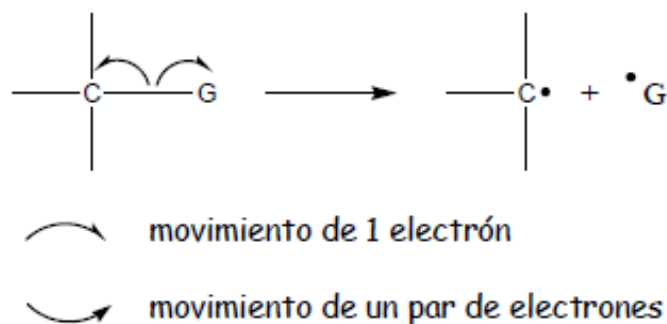 C G C• + •G
movimiento de 1 electrón
movimiento de un par de electrones